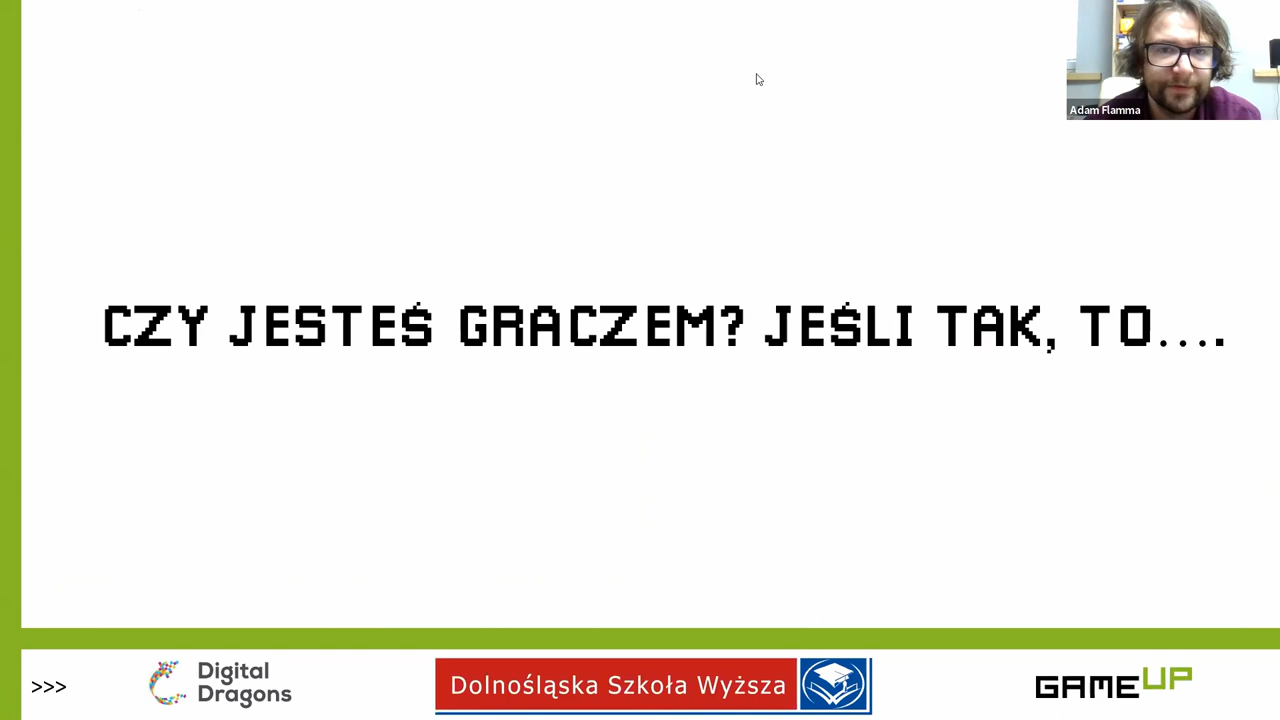 Adam Flamma
CZY JESTEŚ GRACZEM? JEŚLI TAK, TO....
>>>
Digital
Dragons
Dolnośląska Szkoła Wyższa
GAMEUP